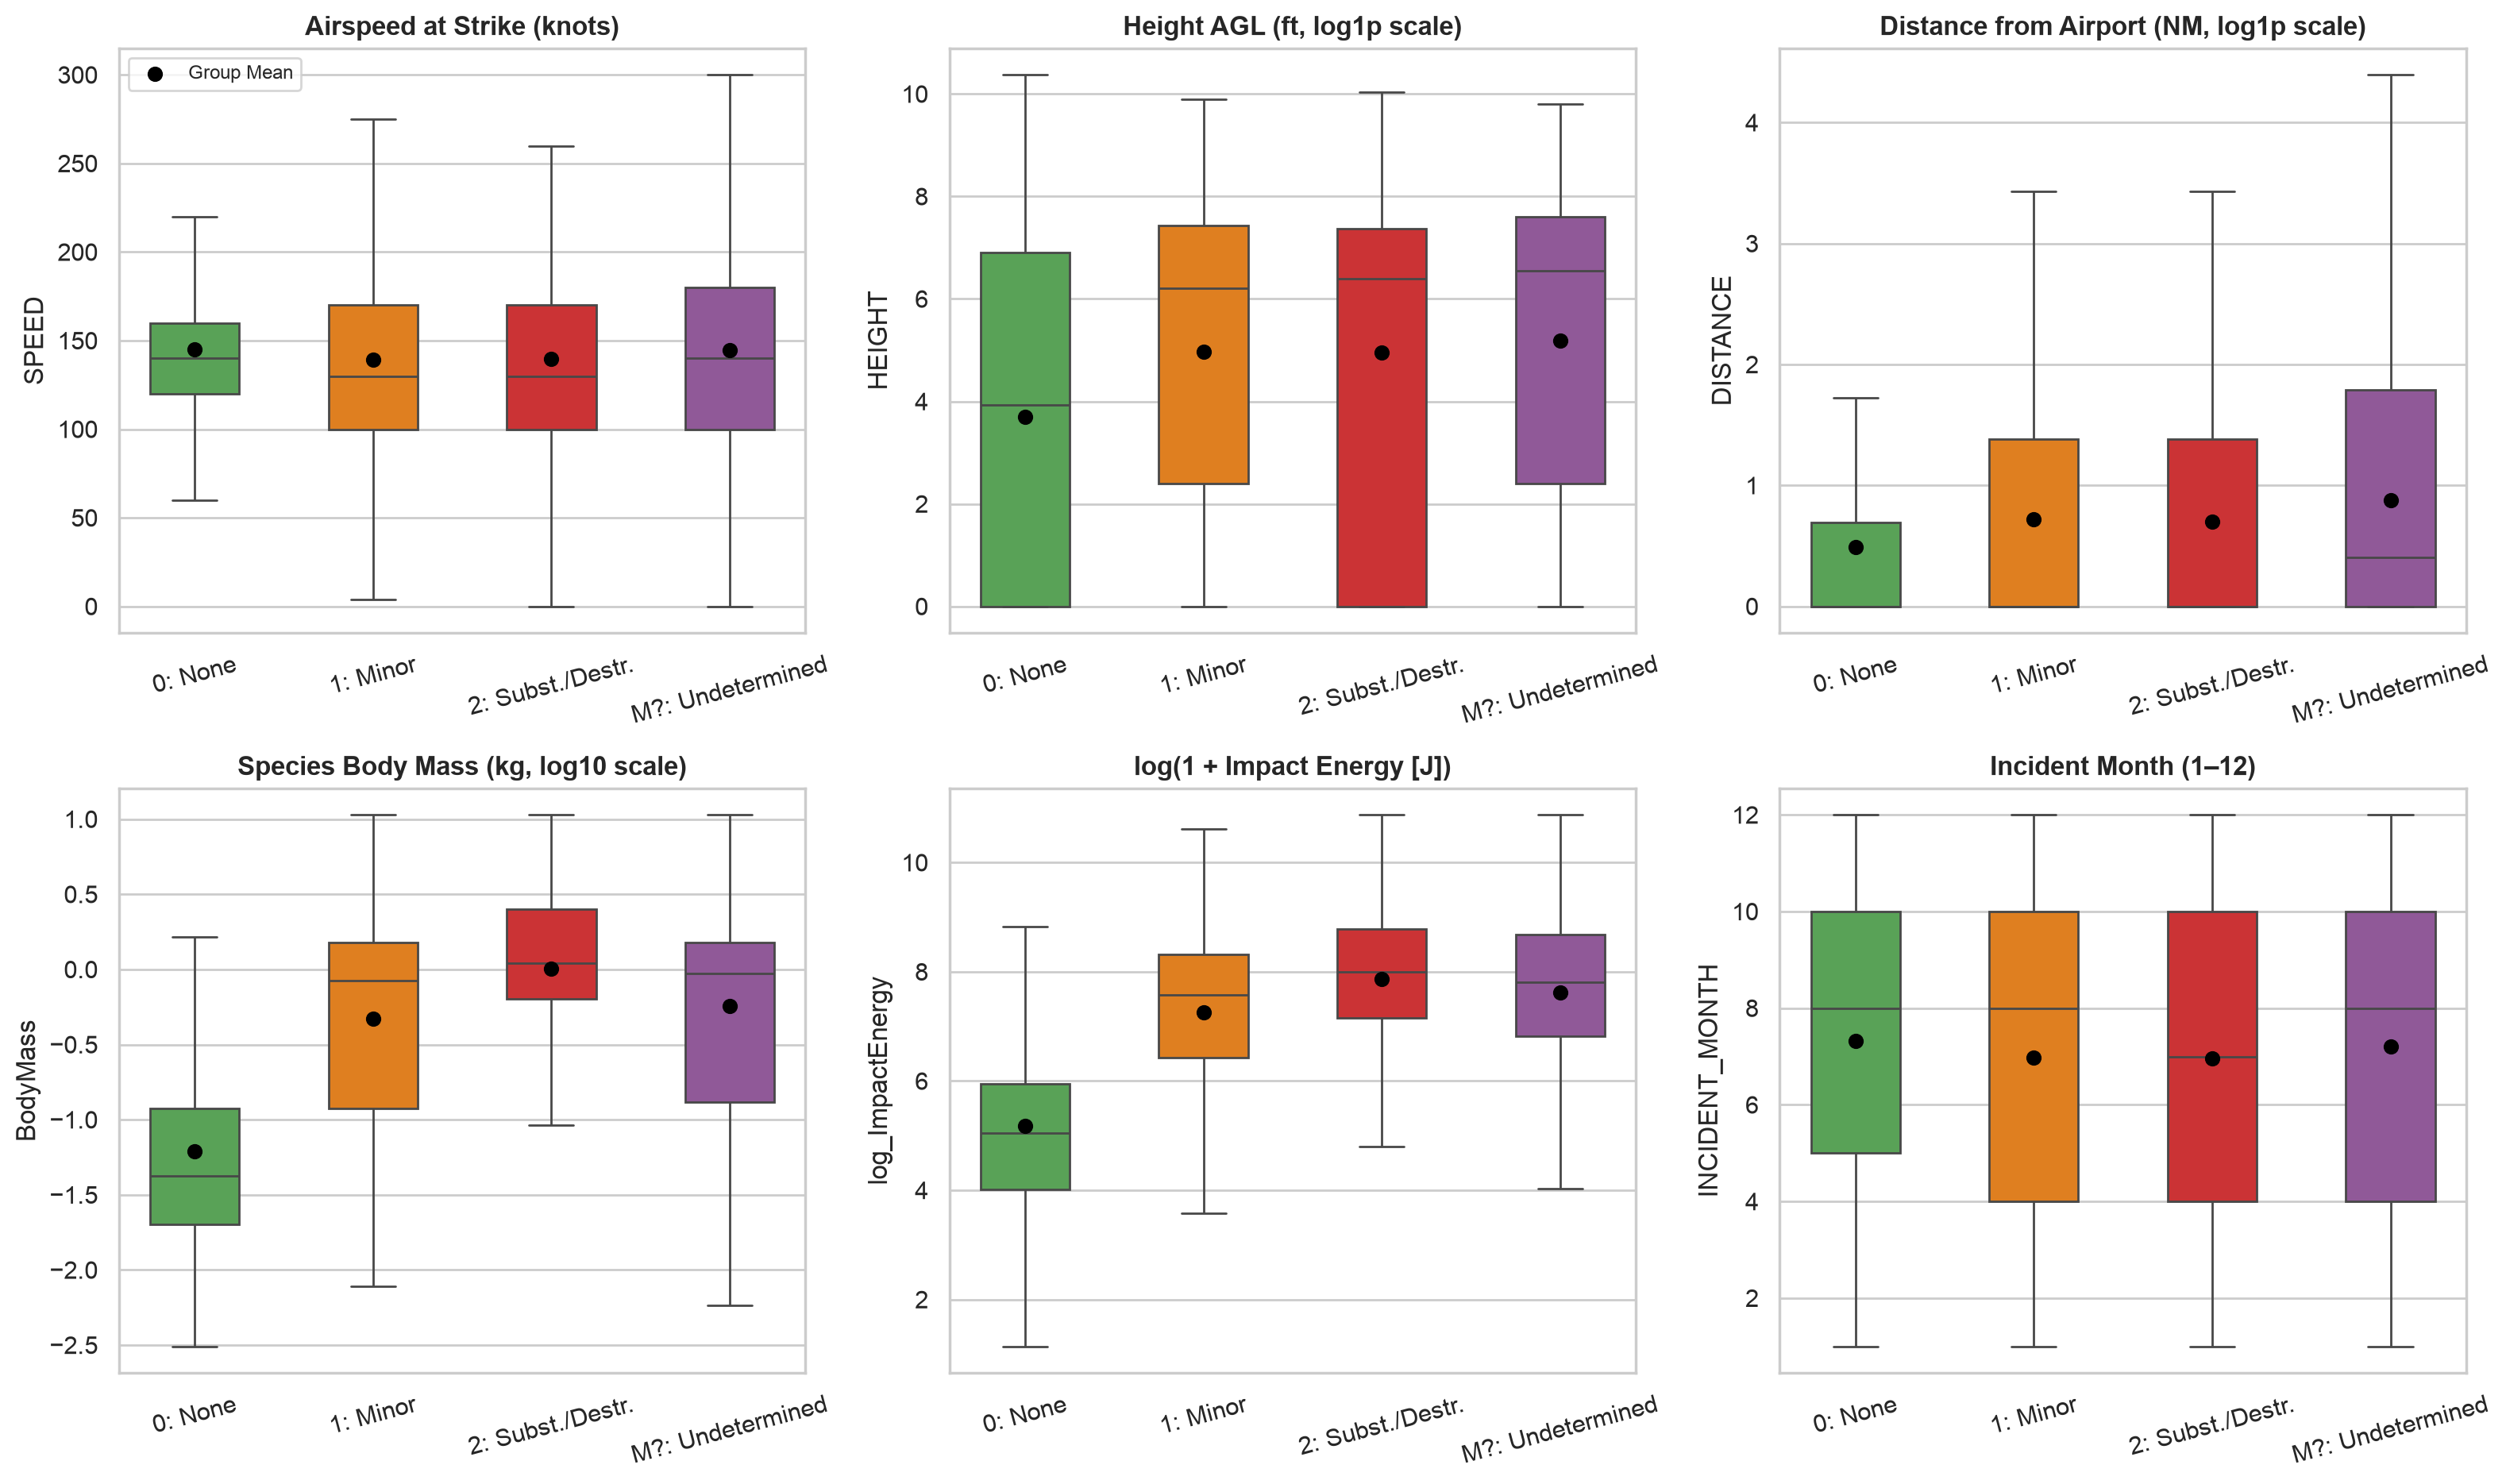 Airspeed at Strike (knots)
Group Mean
SPEED
300
250
200
150
100
50
0
0: None
1: Minor
2: Subst./Destr.
M?: Undetermined
Height AGL (ft, log1p scale)
HEIGHT
10
8
6
4
2
0
0: None
1: Minor
2: Subst./Destr.
M?: Undetermined
Distance from Airport (NM, log1p scale)
DISTANCE
4
3
2
1
0
0: None
1: Minor
2: Subst./Destr.
M?: Undetermined
Species Body Mass (kg, log10 scale)
BodyMass
1.0
0.5
0.0
−0.5
−1.0
−1.5
−2.0
−2.5
0: None
1: Minor
2: Subst./Destr.
M?: Undetermined
log(1 + Impact Energy [J])
log_ImpactEnergy
10
8
6
4
2
0: None
1: Minor
2: Subst./Destr.
M?: Undetermined
Incident Month (1–12)
INCIDENT_MONTH
12
10
8
6
4
2
0: None
1: Minor
2: Subst./Destr.
M?: Undetermined